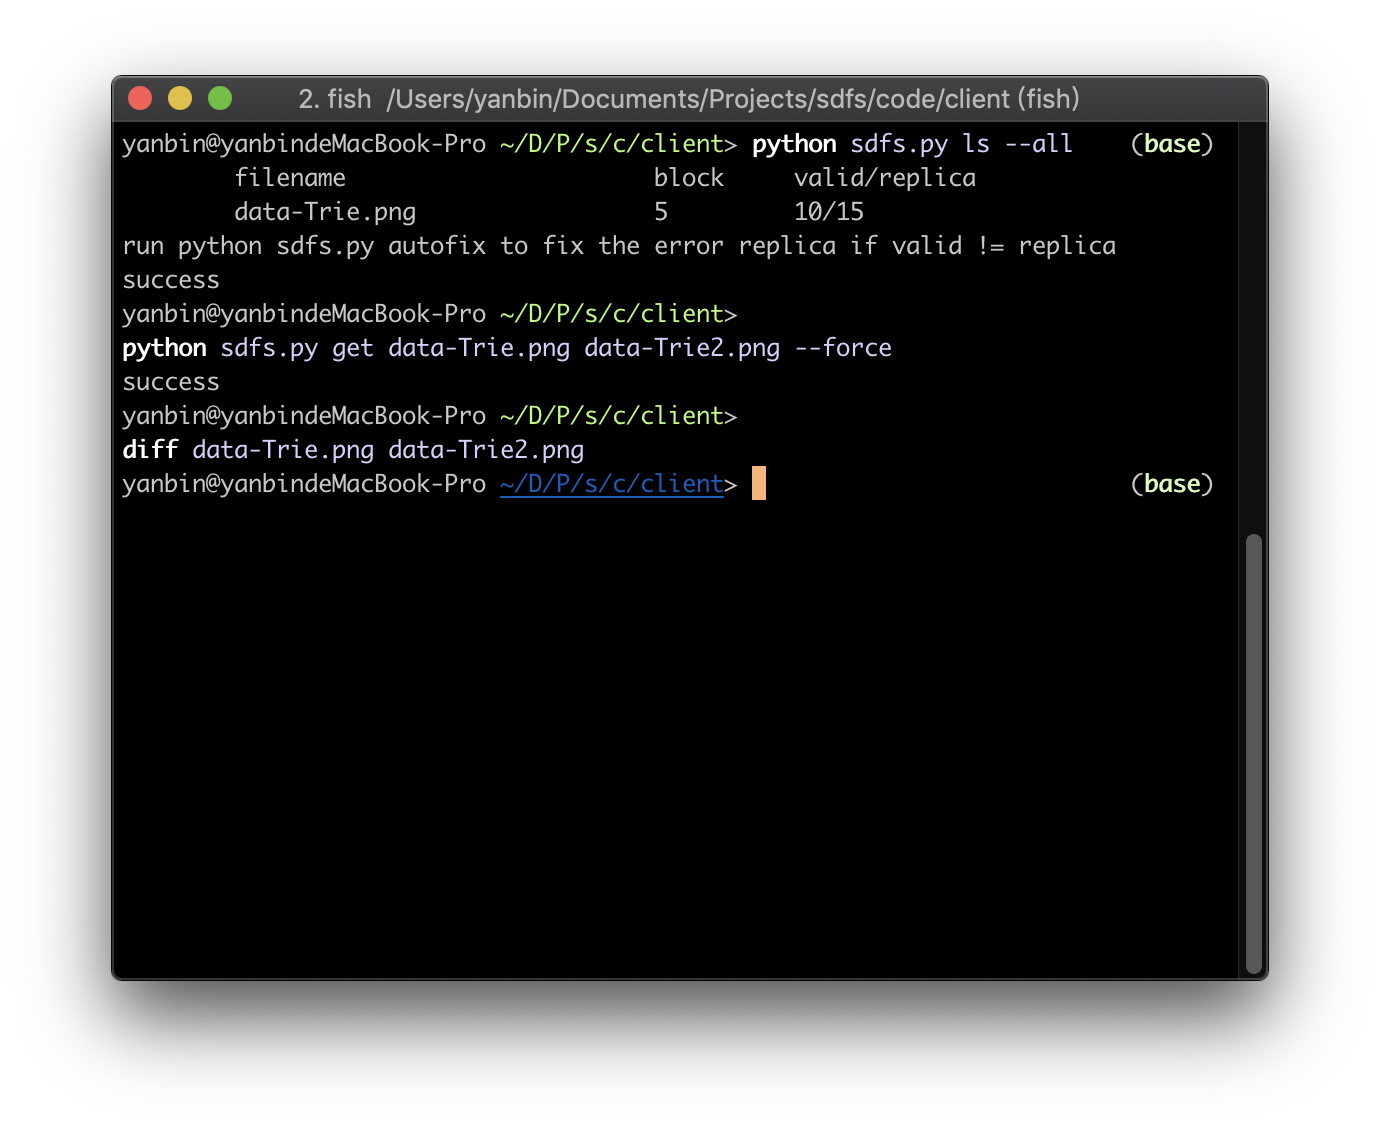 2. fish  /Users/yanbin/Documents/Projects/sdfs/code/client (fish)
yanbin@yanbindeMacBook-Pro ~/D/P/s/c/client> python sdfs.py ls --all    (base)
        filename                      block     valid/replica
        data-Trie.png                 5         10/15
run python sdfs.py autofix to fix the error replica if valid != replica
success
yanbin@yanbindeMacBook-Pro ~/D/P/s/c/client>
python sdfs.py get data-Trie.png data-Trie2.png --force
success
yanbin@yanbindeMacBook-Pro ~/D/P/s/c/client>
diff data-Trie.png data-Trie2.png
yanbin@yanbindeMacBook-Pro ~/D/P/s/c/client>                            (base)